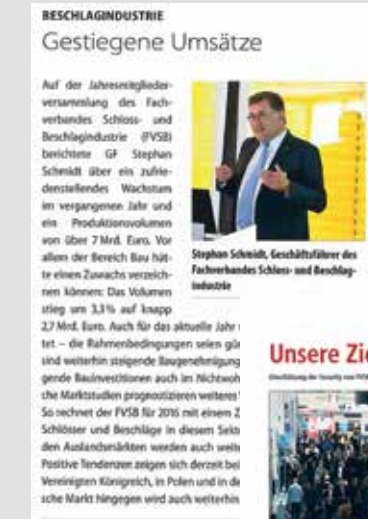 BESCHLAGINDUSTRIE
Gestiegene Umsätze
Auf der Jahresmitglieder-
versammlung des Fach-
verbandes Schloss- und
Beschlagindustrie (FVSB)
berichtete GF Stephan
Schmidt über ein zufrie-
denstellendes Wachstum
im vergangenen Jahr und
ein Produktionsvolumen
von über 7 Mrd. Euro. Vor
allem der Bereich Bau hät-
te einen Zuwachs verzeich-
nen können: Das Volumen
stieg um 3,3 % auf knapp
2,7 Mrd. Euro. Auch für das aktuelle Jahr
tet – die Rahmenbedingungen seien gü
sind weiterhin steigende Baugenehmigung
gende Bauinvestitionen auch im Nichtwoh
che Marktstudien prognostizieren weiteres
So rechnet der FVSB für 2016 mit einem Z
Schlösser und Beschläge in diesem Sekt
den Auslandsmärkten werden auch weite
Positive Tendenzen zeigen sich derzeit bei
Vereinigten Königreich, in Polen und in de
sche Markt hingegen wird auch weiterhin
Stephan Schmidt, Geschäftsführer des
Fachverbandes Schloss- und Beschlag-
industrie
Unsere Zie